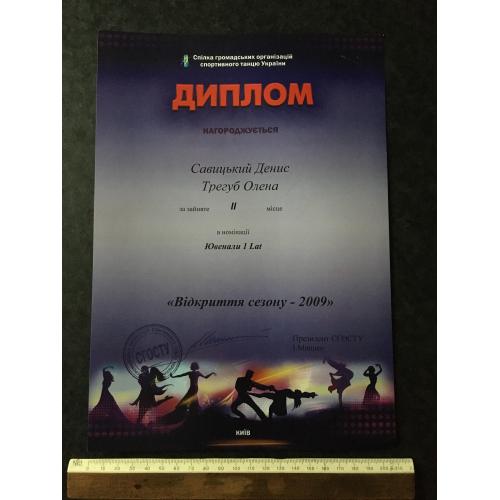 Спілка громадських організацій
спортивного танцю України
ДИПЛОМ
НАГОРОДЖУЄТЬСЯ
Савицький Денис
Трегуб Олена
за зайняте II місце
в номінації
Ювенали 1 Lat
«Відкриття сезону - 2009»
СГОСТУ
Президент СГОСТУ
КИЇВ